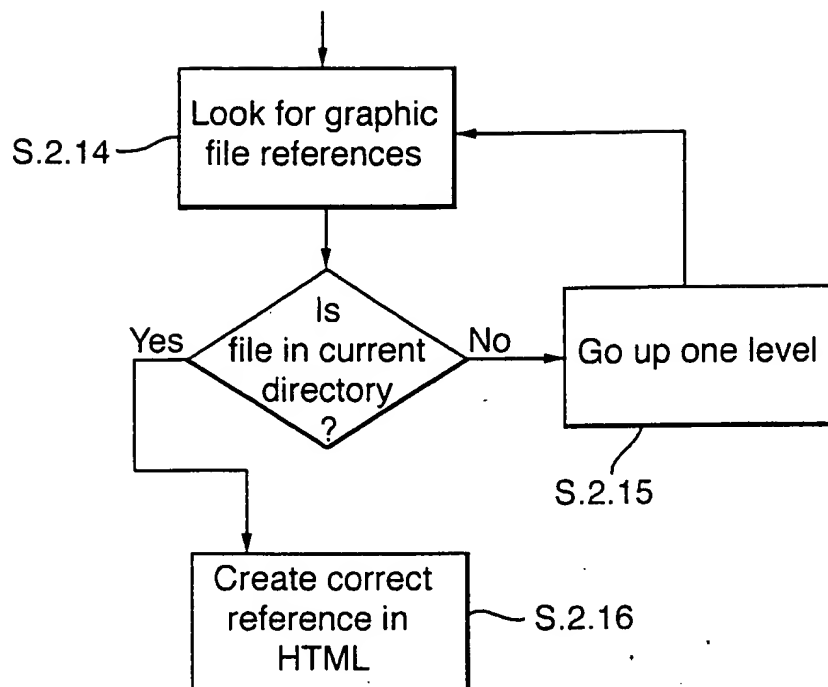 Look for graphic
file references
S.2.14
Is
file in current
directory
?
Yes
No
Go up one level
S.2.15
Create correct
reference in
HTML
S.2.16